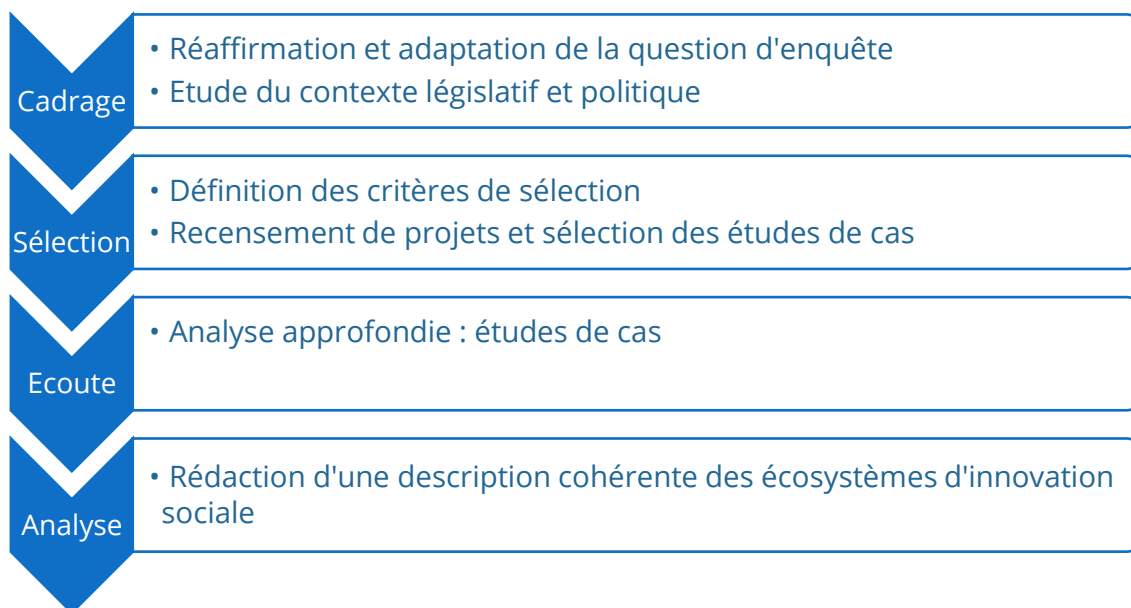 Cadrage
• Réaffirmation et adaptation de la question d'enquête
• Etude du contexte législatif et politique
Sélection
• Définition des critères de sélection
• Recensement de projets et sélection des études de cas
Ecoute
• Analyse approfondie : études de cas
Analyse
• Rédaction d'une description cohérente des écosystèmes d'innovation
sociale